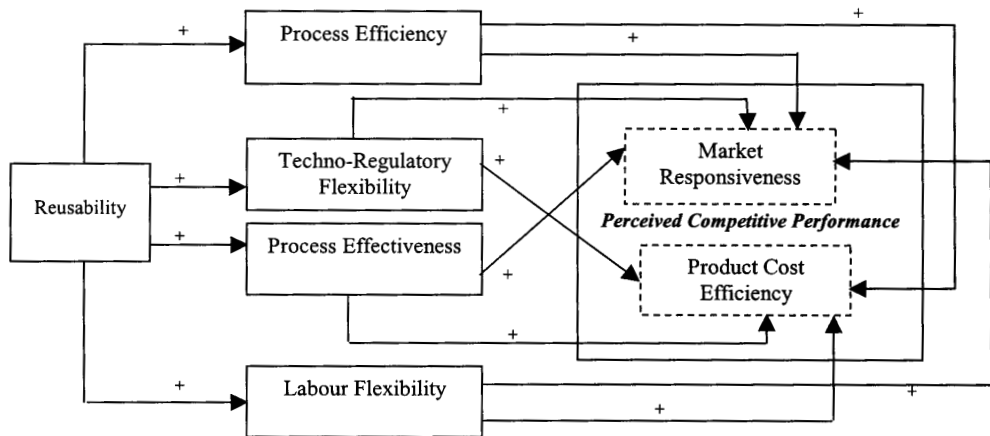 +
+
Process Efficiency
+
+
Techno-Regulatory
Flexibility
+
+
Market
Responsiveness
Reusability
+
Perceived Competitive Performance
+
Process Effectiveness
+
Product Cost
Efficiency
+
+
Labour Flexibility
+
+